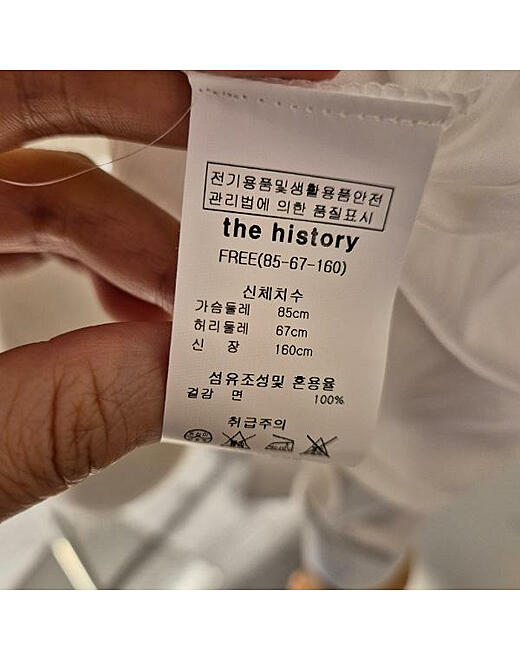 전기용품및생활용품안전
관리법에 의한 품질표시
the history
FREE(85-67-160)
신체치수
가슴둘레 85cm
허리둘레 67cm
신 장 160cm
섬유조성및 혼용율
겉감 면 100%
취급주의